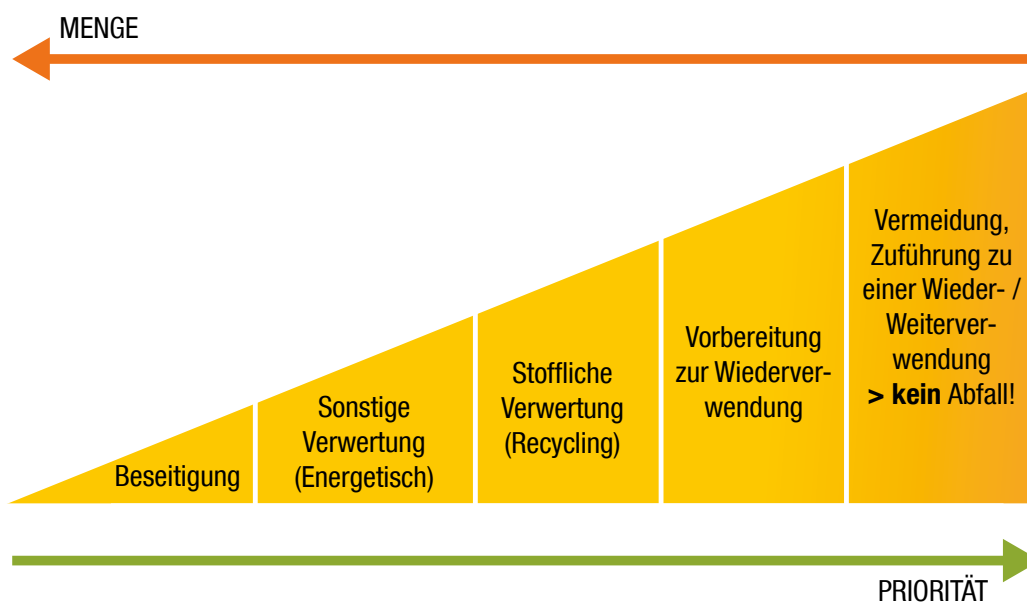 MENGE
Beseitigung
Sonstige
Verwertung
(Energetisch)
Stoffliche
Verwertung
(Recycling)
Vorbereitung
zur Wiederver-
wendung
Vermeidung,
Zuführung zu
einer Wieder- /
Weiterver-
wendung
> kein Abfall!
PRIORITÄT